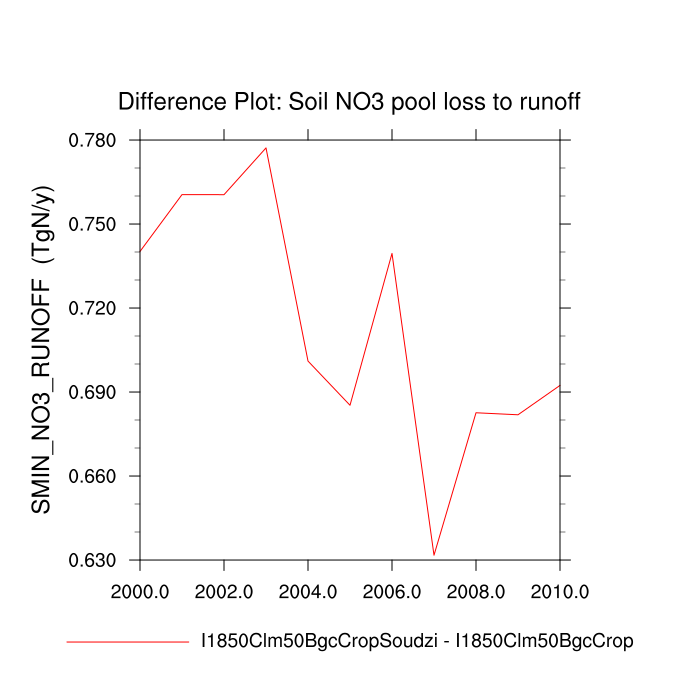 Difference Plot: Soil NO3 pool loss to runoff
SMIN_NO3_RUNOFF (TgN/y)
0.780
0.750
0.720
0.690
0.660
0.630
2000.0 2002.0 2004.0 2006.0 2008.0 2010.0
I1850Clm50BgcCropSoudzi - I1850Clm50BgcCrop